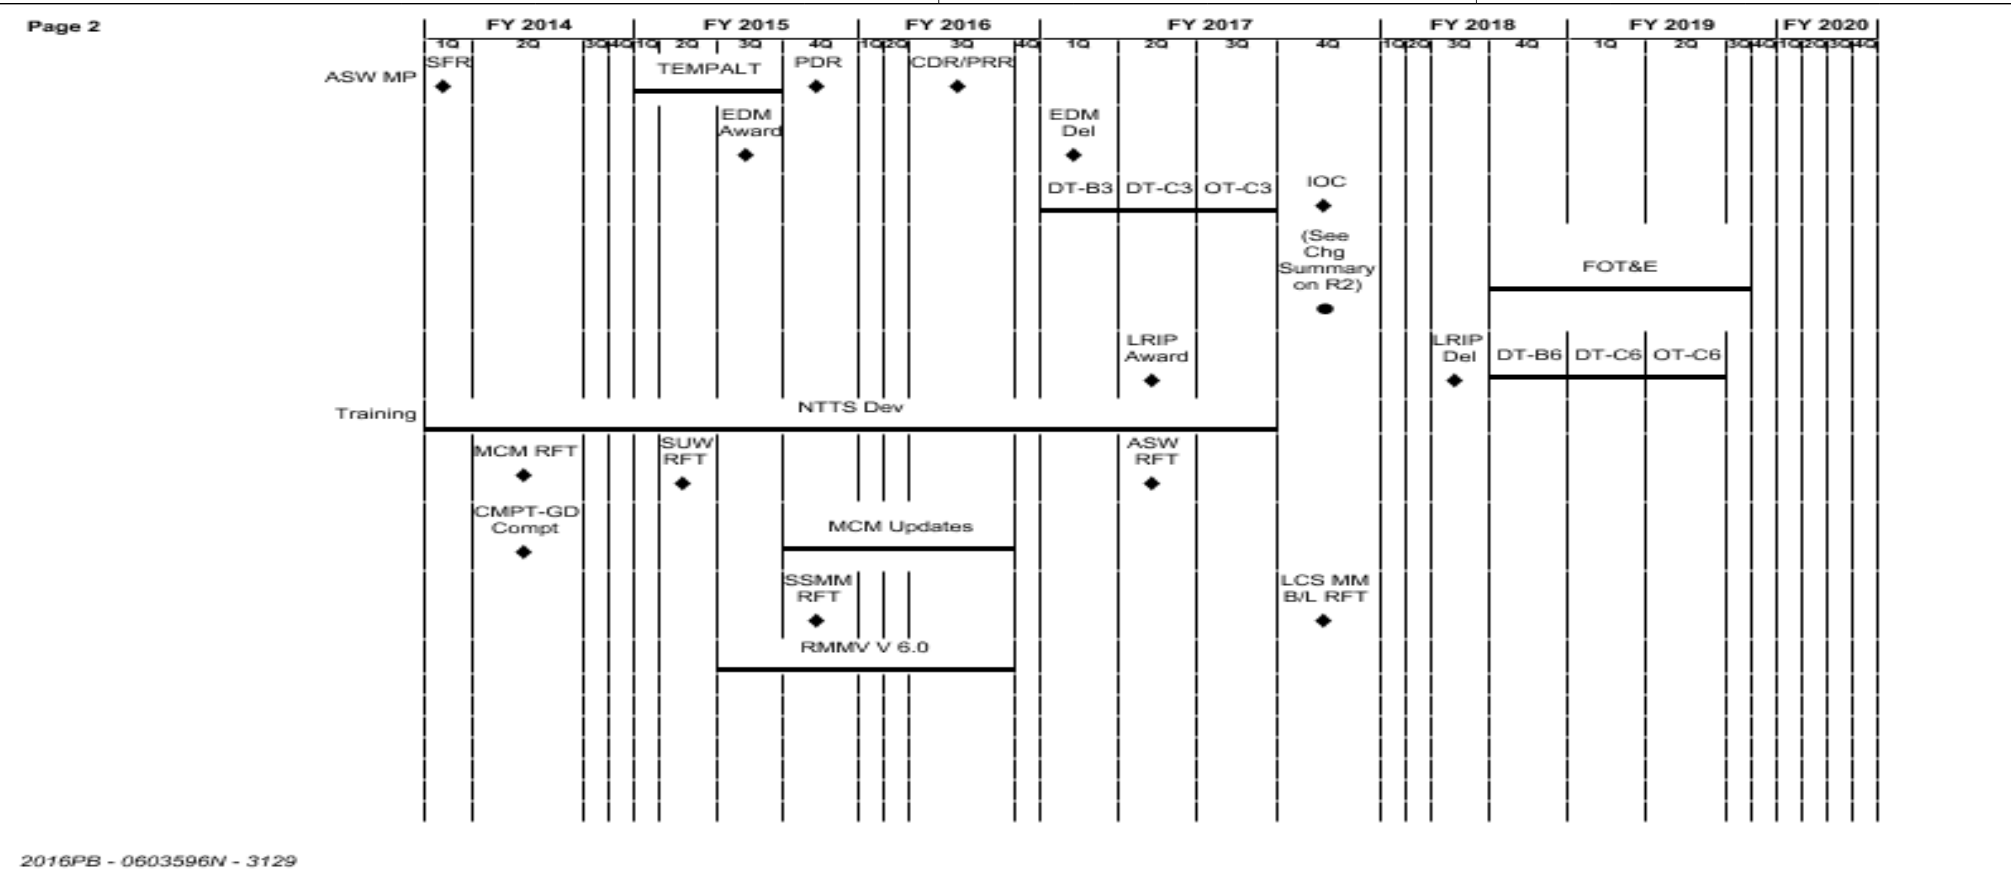 Page 2
FY 2014 FY 2015 FY 2016 FY 2017 FY 2018 FY 2019 FY 2020
1Q 2Q 3Q 4Q 1Q 2Q 3Q 4Q 1Q 2Q 3Q 4Q 1Q 2Q 3Q 4Q 1Q 2Q 3Q 4Q 1Q 2Q 3Q 4Q 1Q 2Q 3Q 4Q
ASW MP
SFR
TEMPALT
PDR
CDR/PRR
EDM
Award
EDM
Del
DT-B3 DT-C3 OT-C3
IOC
(See
Chg
Summary
on R2)
FOT&E
LRIP
Award
LRIP
Del
DT-B6 DT-C6 OT-C6
Training
NTTS Dev
MCM RFT
SUW
RFT
ASW
RFT
CMPT-GD
Compt
MCM Updates
SSMM
RFT
LCS MM
B/L RFT
RMMV V 6.0
2016PB - 0603596N - 3129